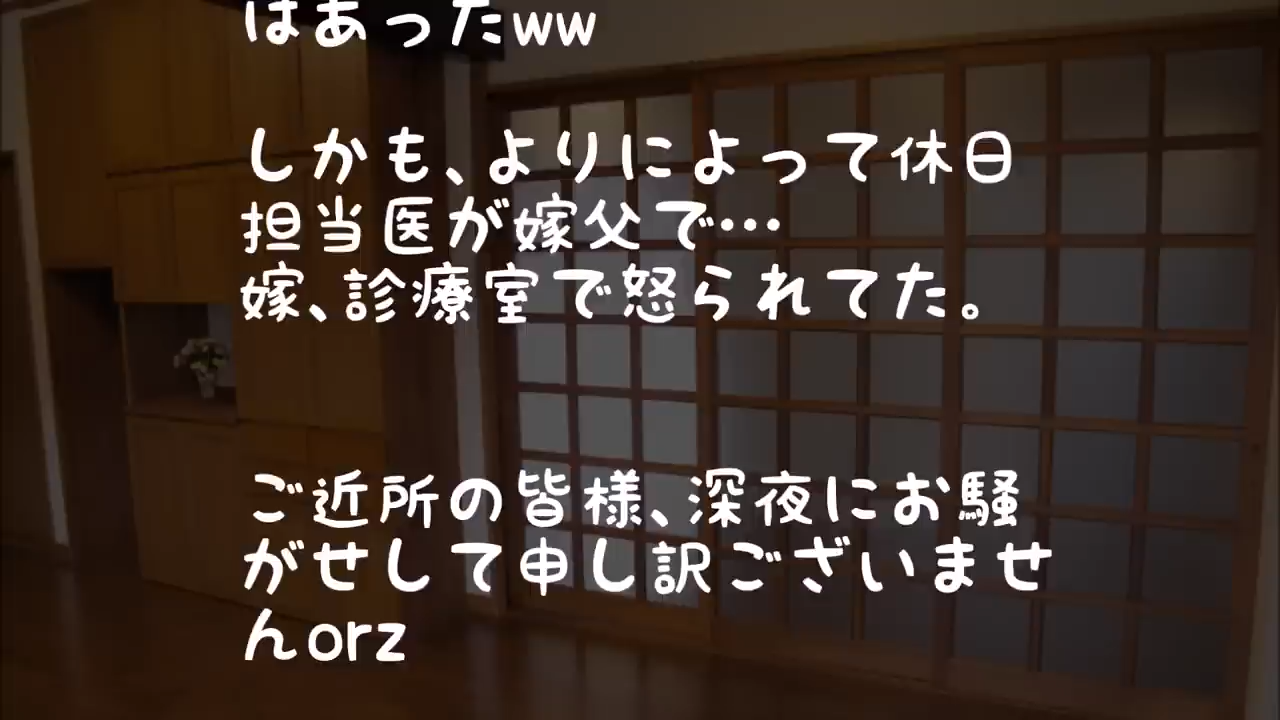 はあったww
しかも、よりによって休日
担当医が嫁父で…
嫁、診療室で怒られてた。
ご近所の皆様、深夜にお騒
がせして申し訳ございませ
んorz